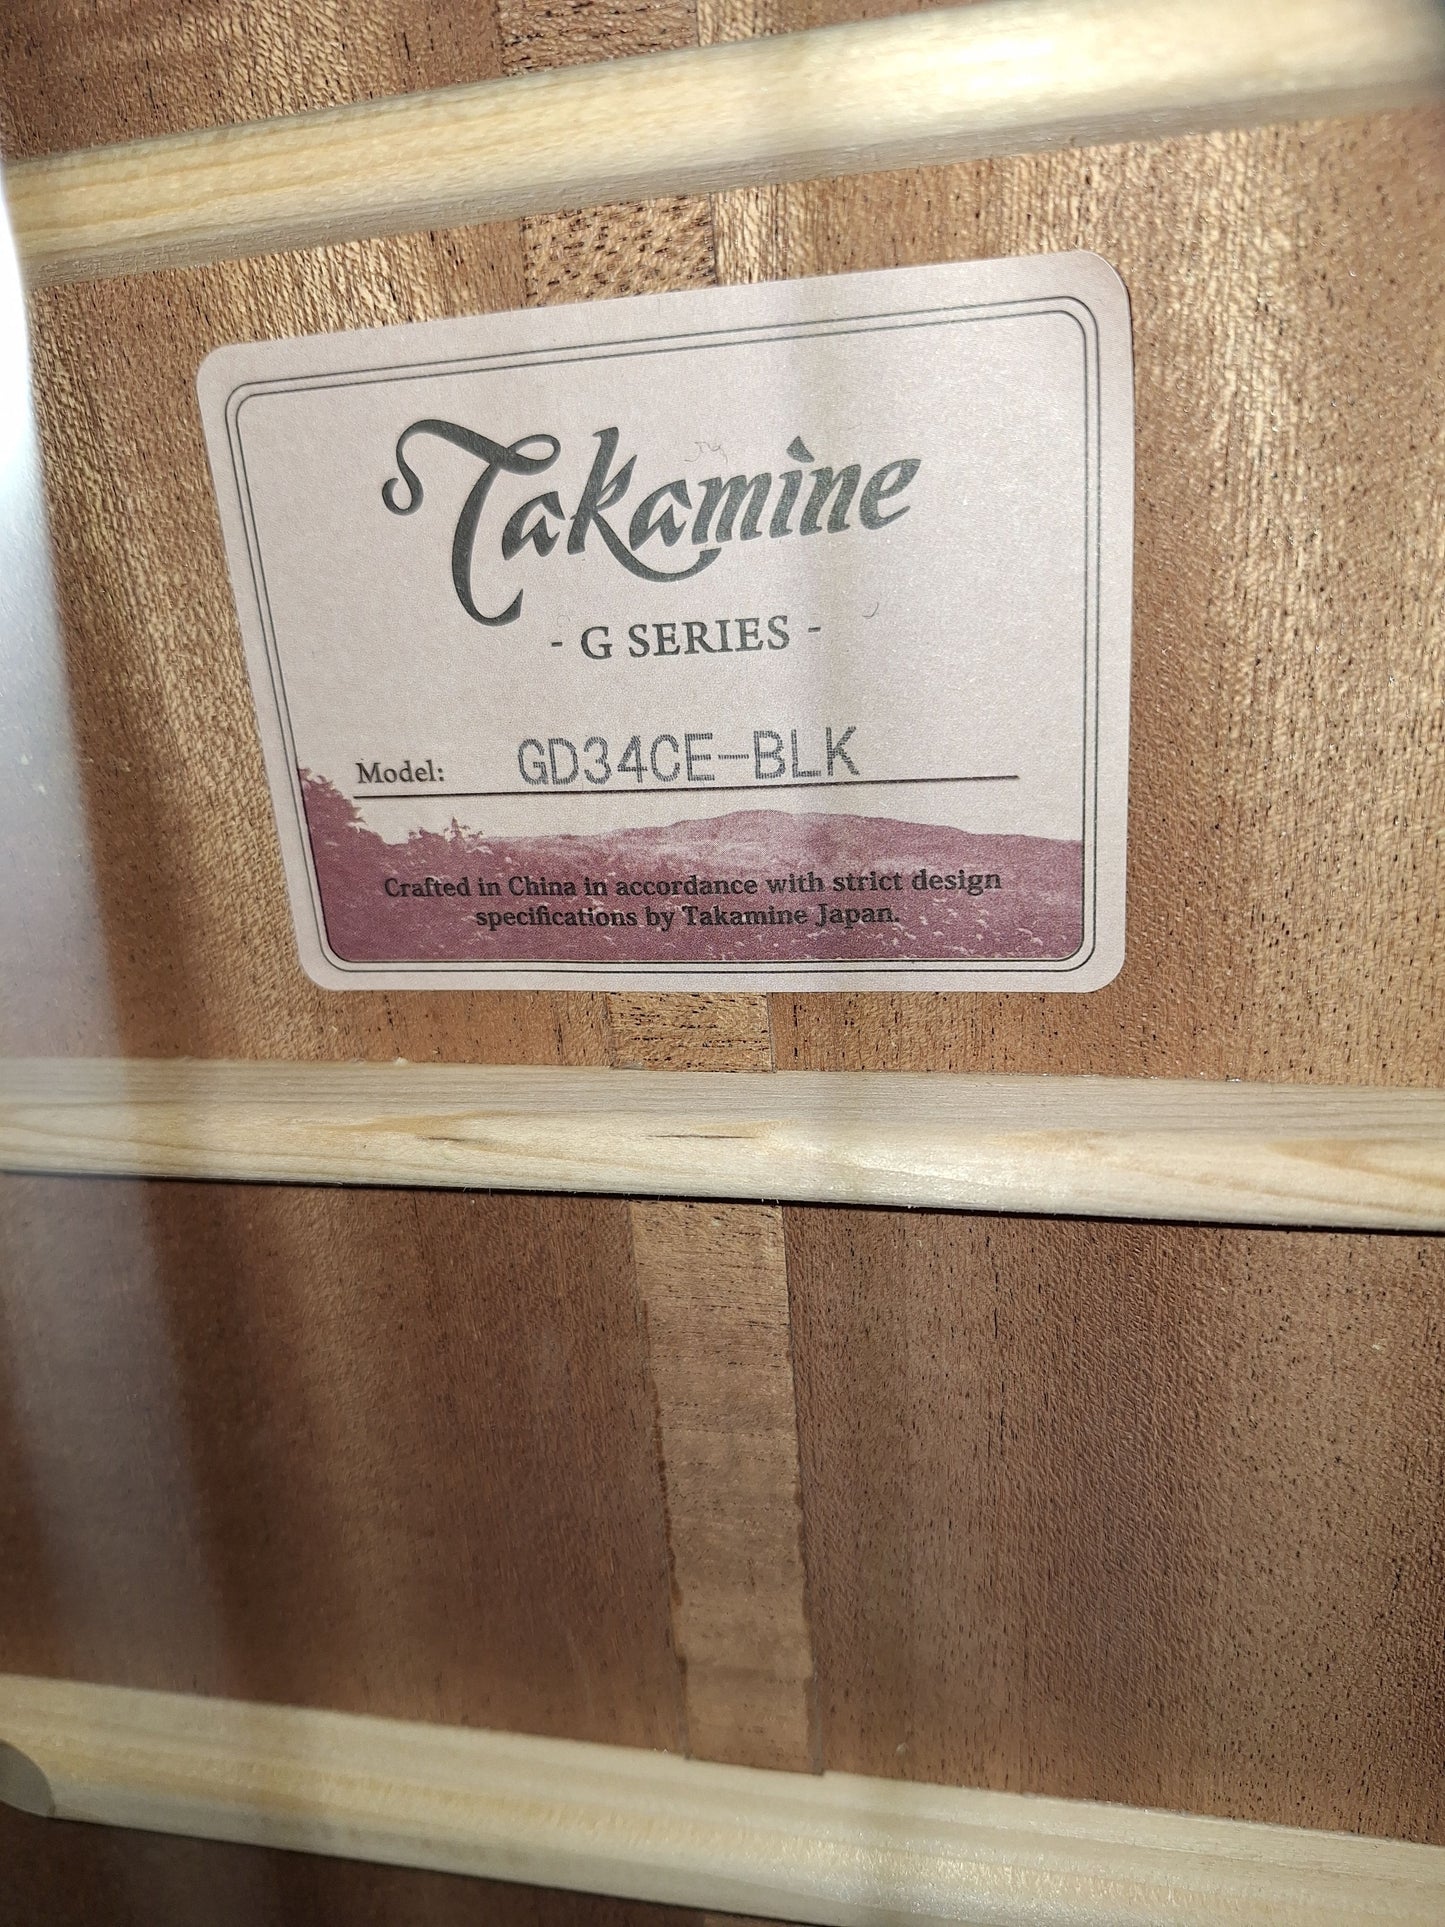 Takamine
- G SERIES -
Model: GD34CE-BLK
Crafted in China in accordance with strict design
specifications by Takamine Japan.